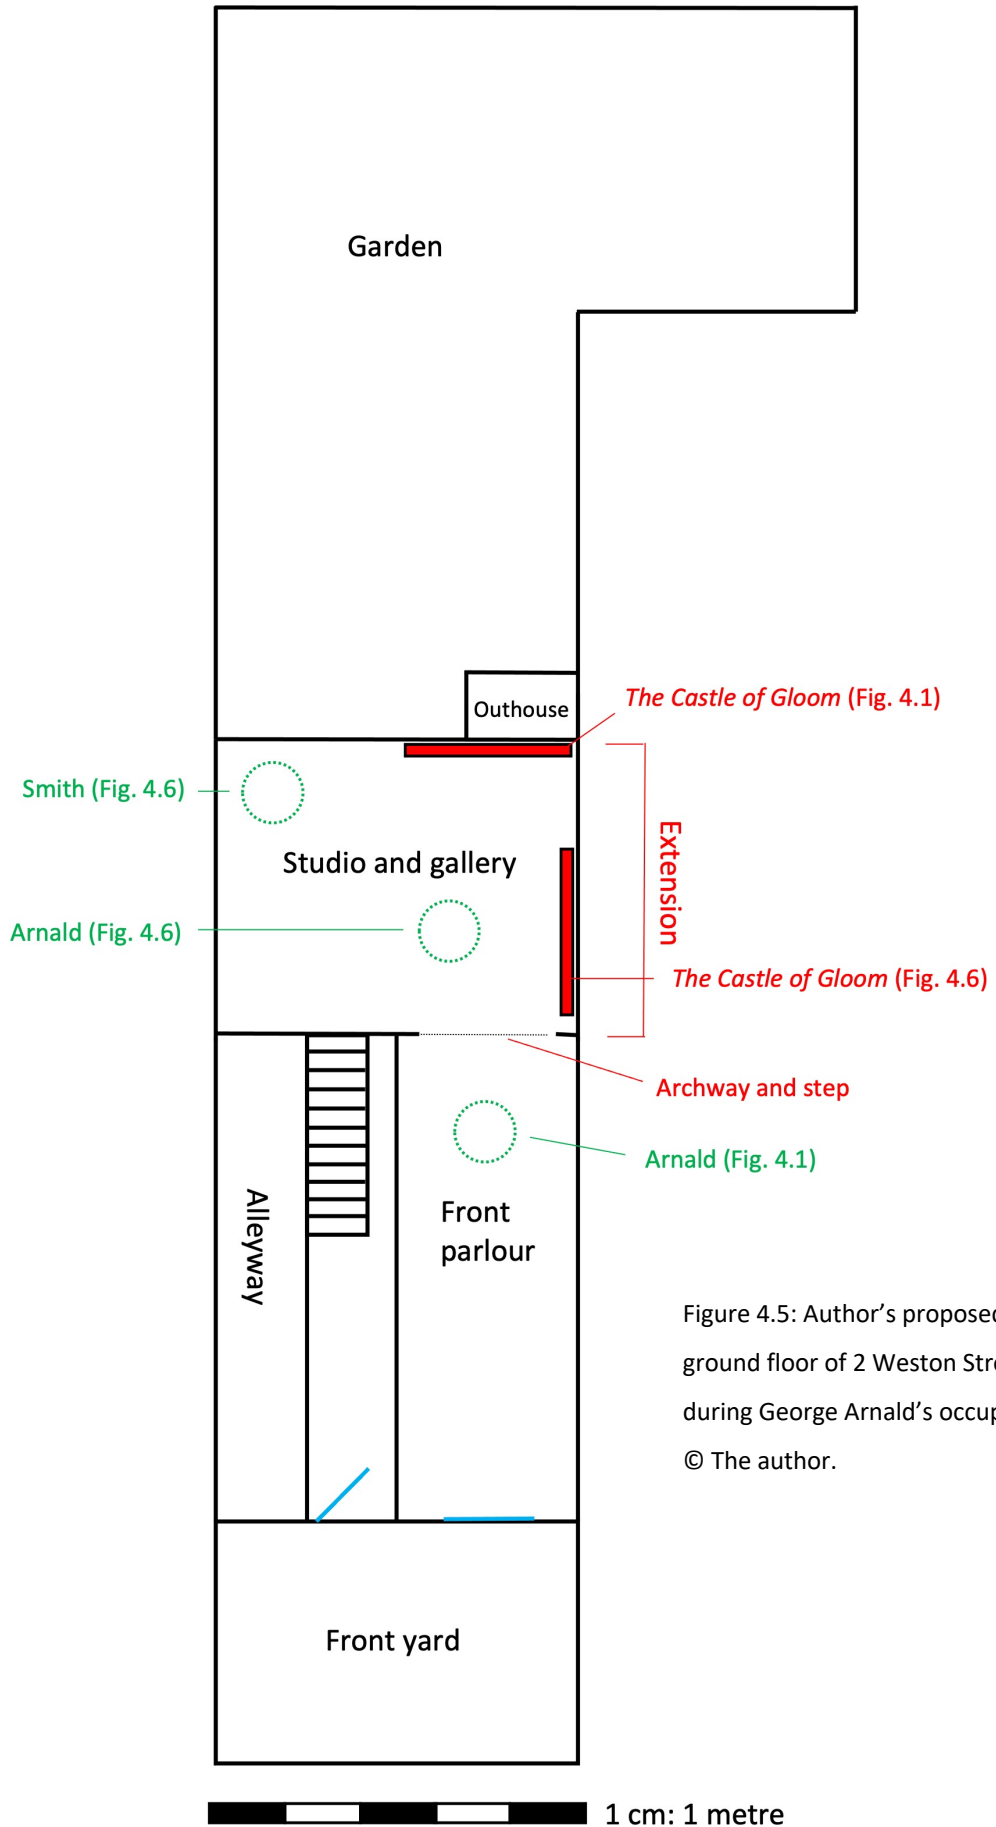 Garden
Outhouse
The Castle of Gloom (Fig. 4.1)
Smith (Fig. 4.6)
Studio and gallery
Extension
Arnald (Fig. 4.6)
The Castle of Gloom (Fig. 4.6)
Archway and step
Arnald (Fig. 4.1)
Alleyway
Front
parlour
Figure 4.5: Author’s proposed
ground floor of 2 Weston
during George Arnald’s
© The author.
Front yard
1 cm: 1 metre